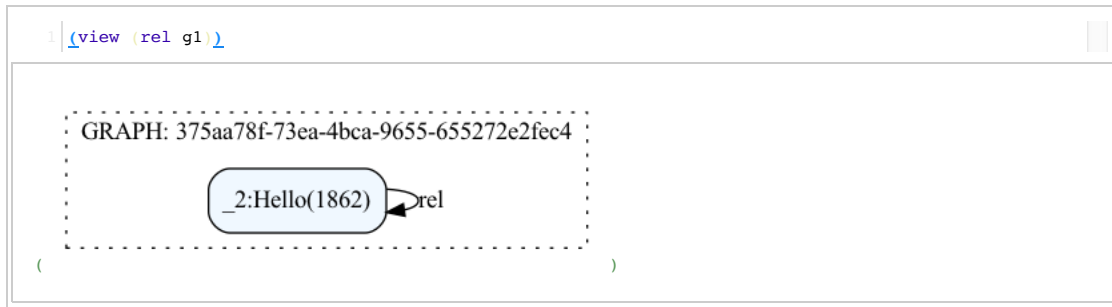 1 (view (rel g1))
GRAPH: 375aa78f-73ea-4bca-9655-655272e2fec4
_2:Hello(1862) rel
( )